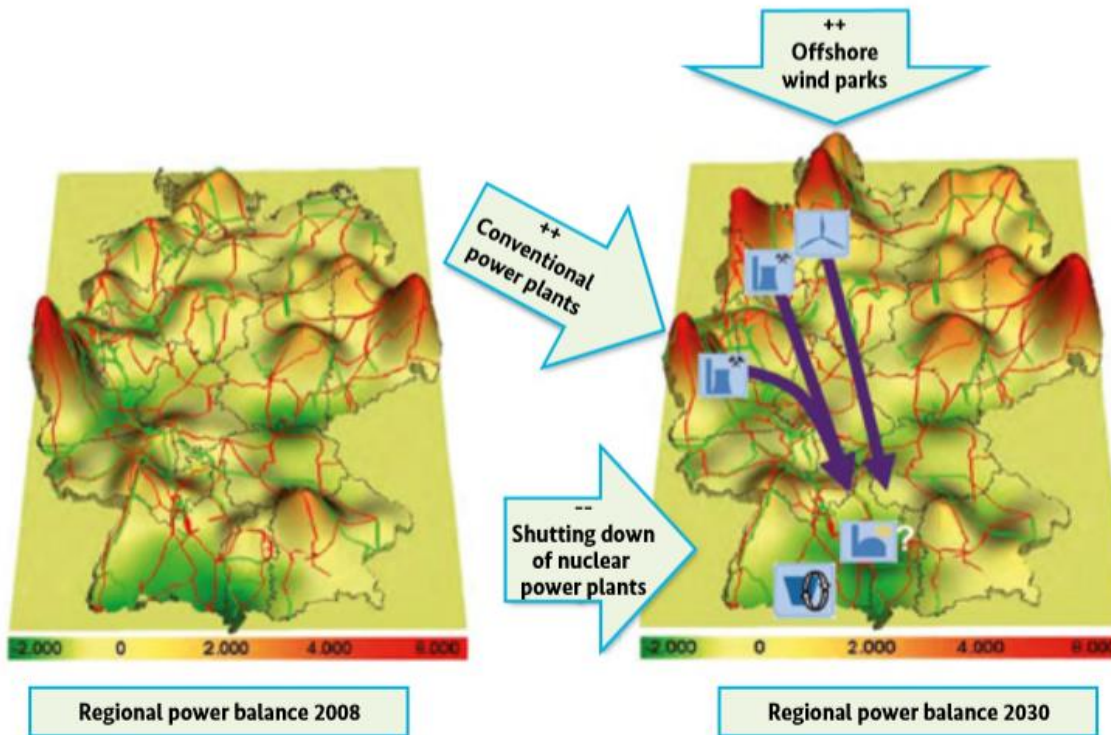 ++
Offshore
wind parks
++
Conventional
power plants
--
Shutting down
of nuclear
power plants
?
-2.000 0 2.000 4.000 6.000
-2.000 0 2.000 4.000 6.000
Regional power balance 2008
Regional power balance 2030